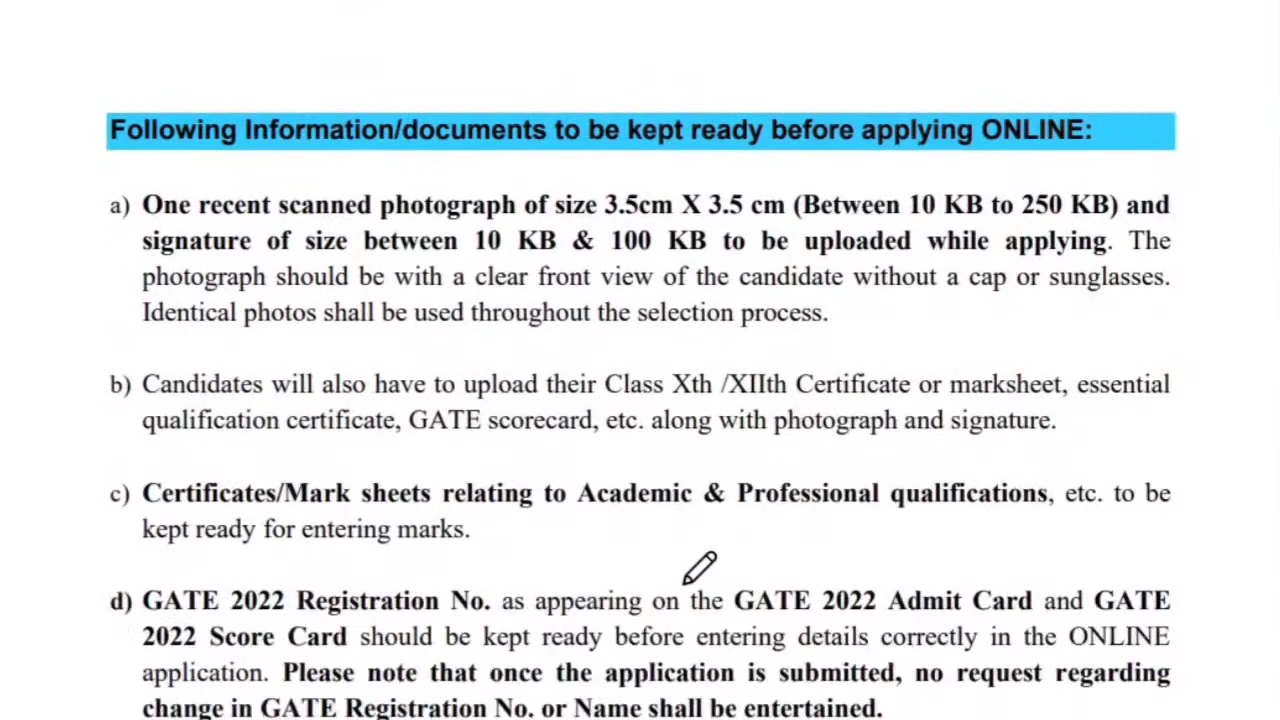 Following Information/documents to be kept ready before applying ONLINE:
a) One recent scanned photograph of size 3.5cm X 3.5 cm (Between 10 KB to 250 KB) and
signature of size between 10 KB & 100 KB to be uploaded while applying. The
photograph should be with a clear front view of the candidate without a cap or sunglasses.
Identical photos shall be used throughout the selection process.
b) Candidates will also have to upload their Class Xth /XIIth Certificate or marksheet, essential
qualification certificate, GATE scorecard, etc. along with photograph and signature.
c) Certificates/Mark sheets relating to Academic & Professional qualifications, etc. to be
kept ready for entering marks.
d) GATE 2022 Registration No. as appearing on the GATE 2022 Admit Card and GATE
2022 Score Card should be kept ready before entering details correctly in the ONLINE
application. Please note that once the application is submitted, no request regarding
change in GATE Registration No. or Name shall be entertained.